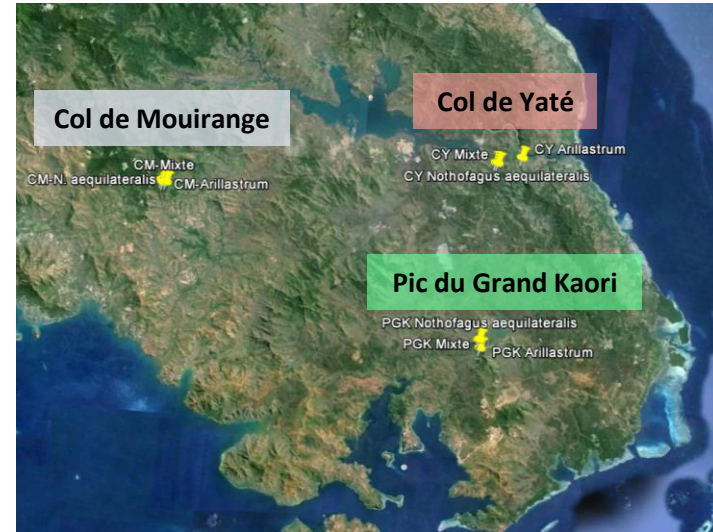 Col de Yaté
Col de Mouirange
CY Mixte
CY Arillastrum
CM-Mixte
CY Nothofagus aequilateralis
CM-N. aequilateralis
CM-Arillastrum
Pic du Grand Kaori
PGK Nothofagus aequilateralis
PGK Mixte
PGK Arillastrum